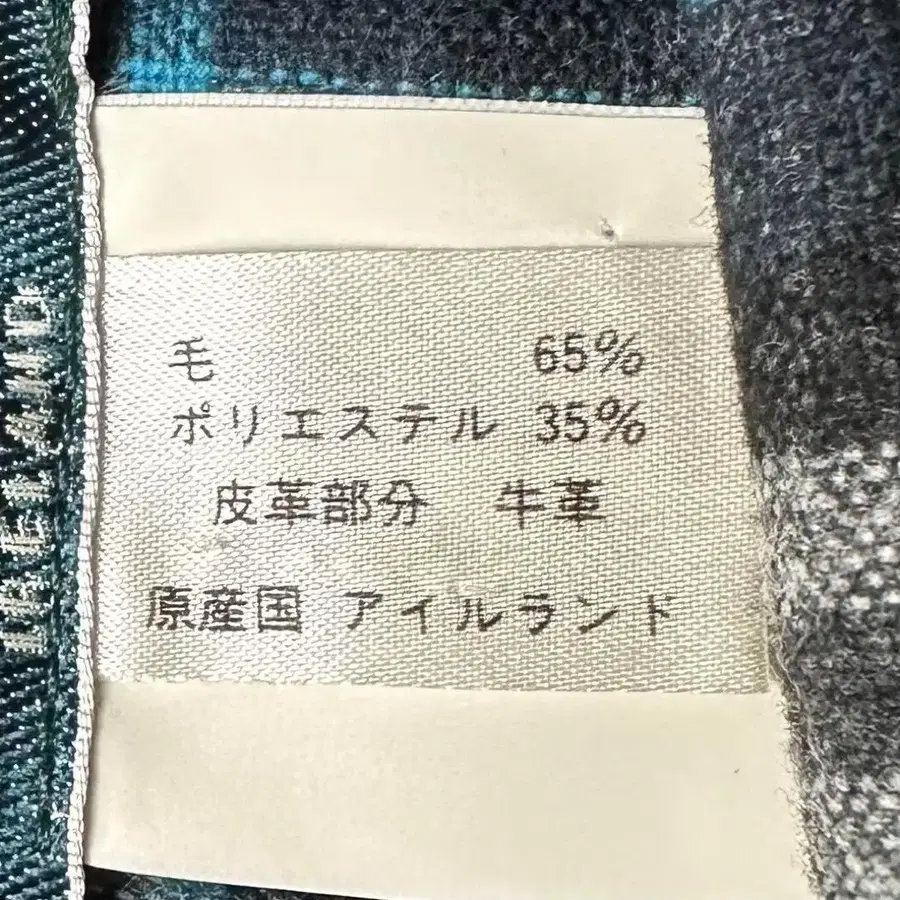 毛 65%
ポリエステル 35%
皮革部分 牛革
原産国 アイルランド
IRELAND